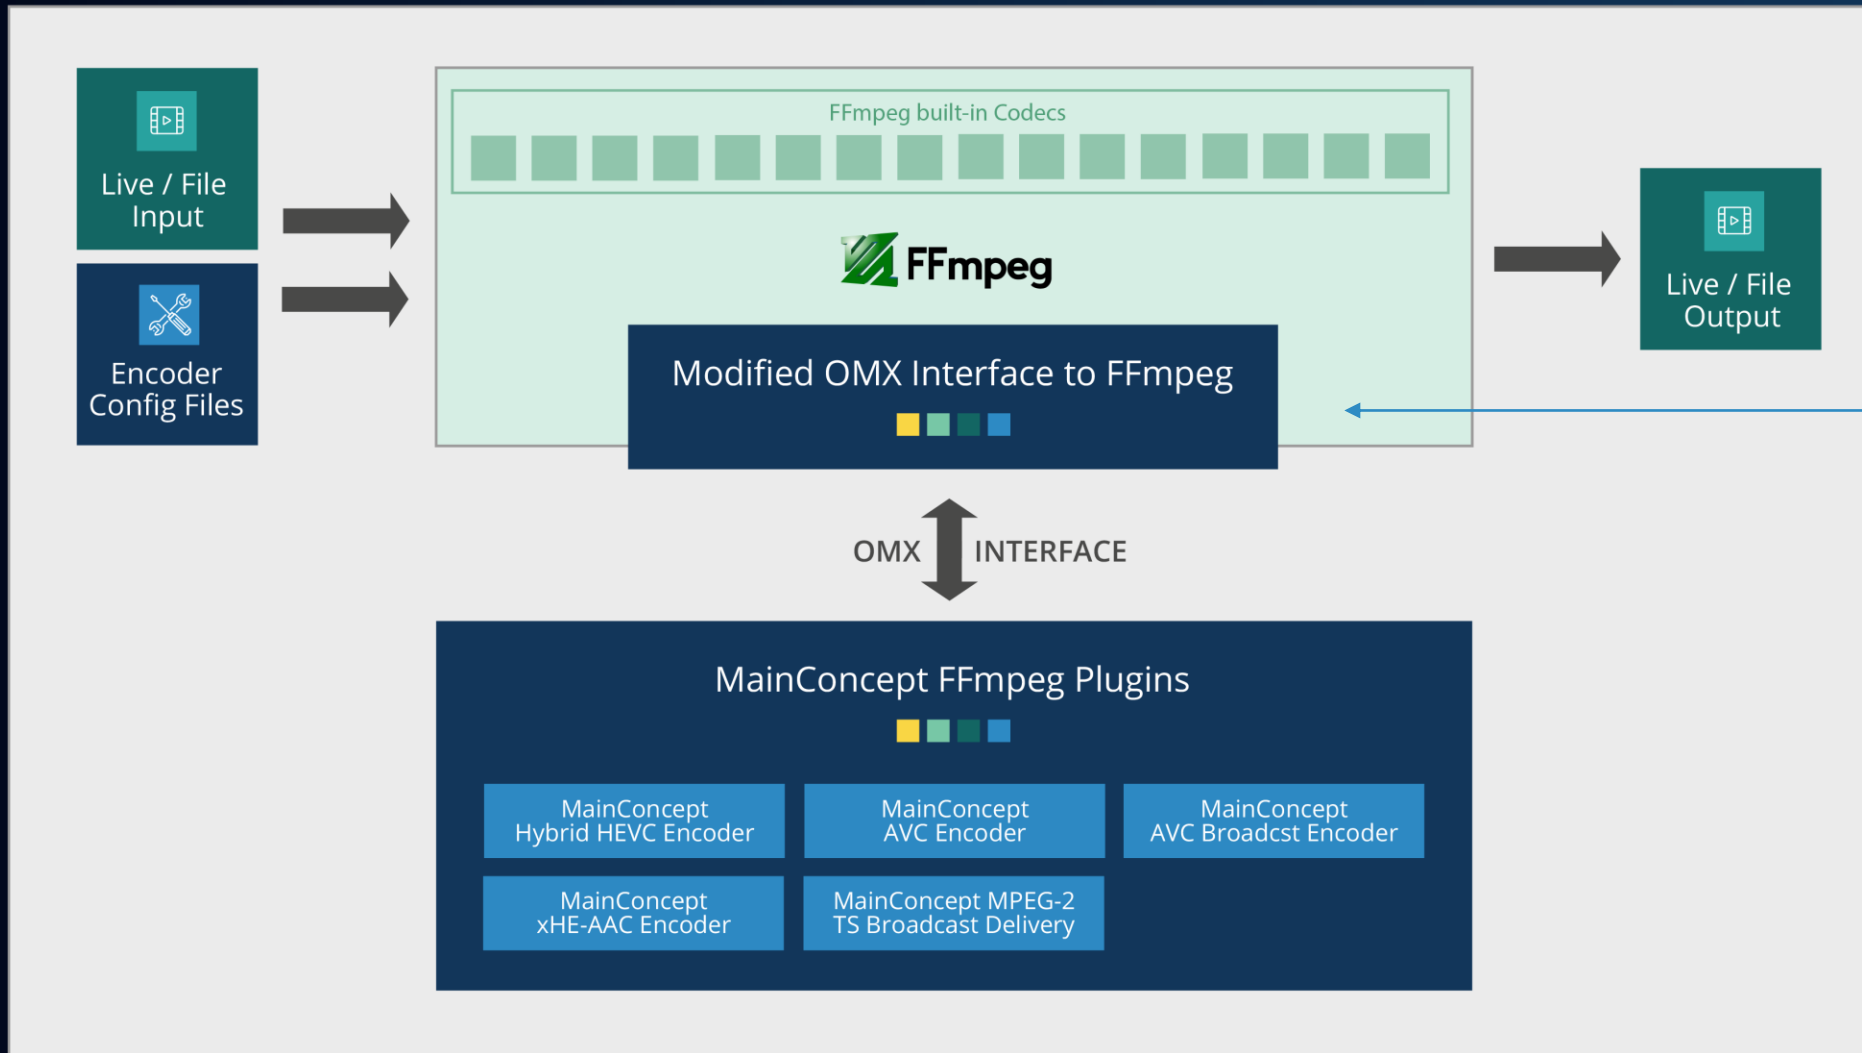 FFmpeg built-in Codecs
Live / File
Input
FFmpeg
Live / File
Output
Encoder
Config Files
Modified OMX Interface to FFmpeg
OMX INTERFACE
MainConcept FFmpeg Plugins
MainConcept
Hybrid HEVC Encoder
MainConcept
AVC Encoder
MainConcept
AVC Broadcst Encoder
MainConcept
xHE-AAC Encoder
MainConcept MPEG-2
TS Broadcast Delivery